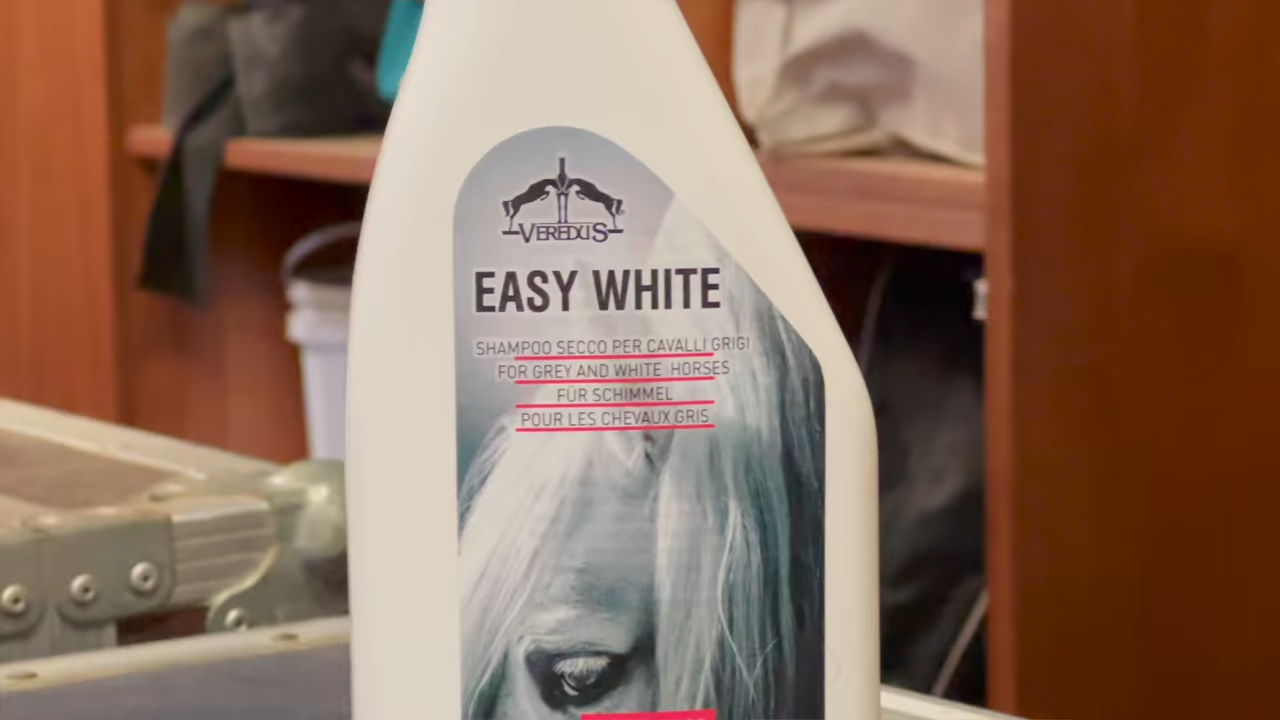 VEREDUS
EASY WHITE
SHAMPOO SECCO PER CAVALLI GRIGI
FOR GREY AND WHITE HORSES
FÜR SCHIMMEL
POUR LES CHEVAUX GRIS